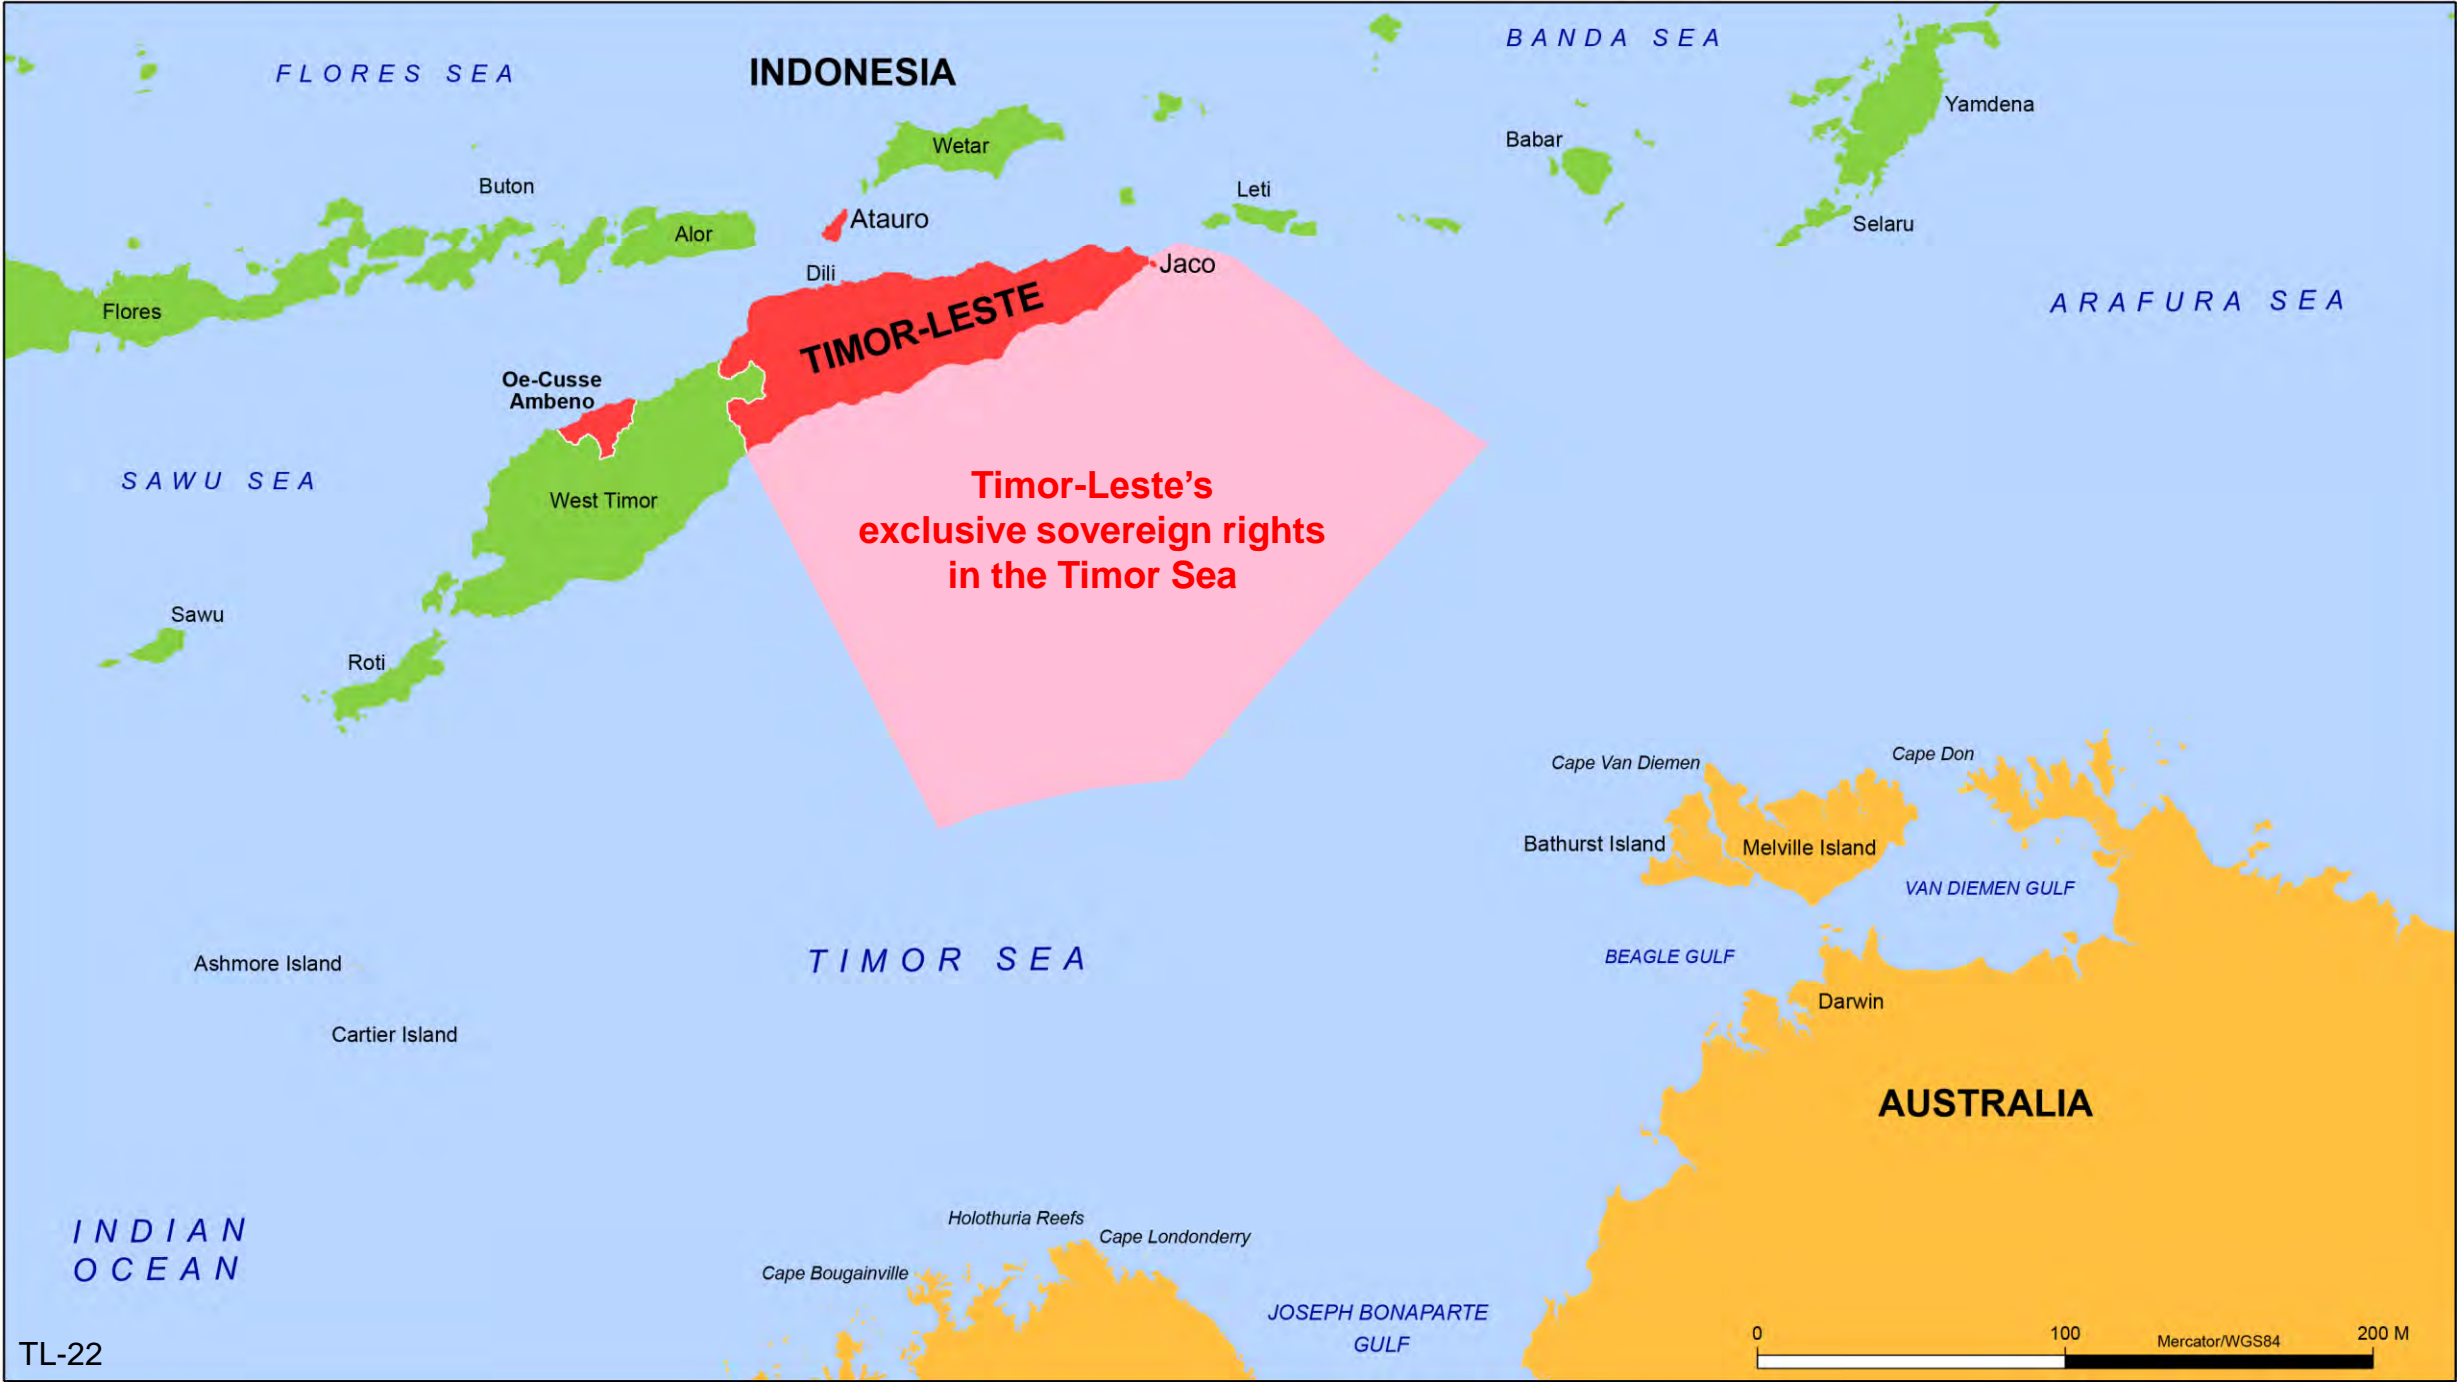 FLORES SEA
INDONESIA
BANDA SEA
Yamdena
Wetar
Babar
Buton
Leti
Atauro
Alor
Selaru
Dili
Jaco
Flores
TIMOR-LESTE
ARAFURA SEA
Oe-Cusse
Ambeno
SAWU SEA
West Timor
Timor-Leste’s
exclusive sovereign rights
in the Timor Sea
Sawu
Roti
Cape Van Diemen
Cape Don
Bathurst Island
Melville Island
VAN DIEMEN GULF
Ashmore Island
TIMOR SEA
BEAGLE GULF
Darwin
Cartier Island
AUSTRALIA
INDIAN
OCEAN
Holothuria Reefs
Cape Londonderry
Cape Bougainville
JOSEPH BONAPARTE
GULF
0 100 200 M
Mercator/WGS84
TL-22